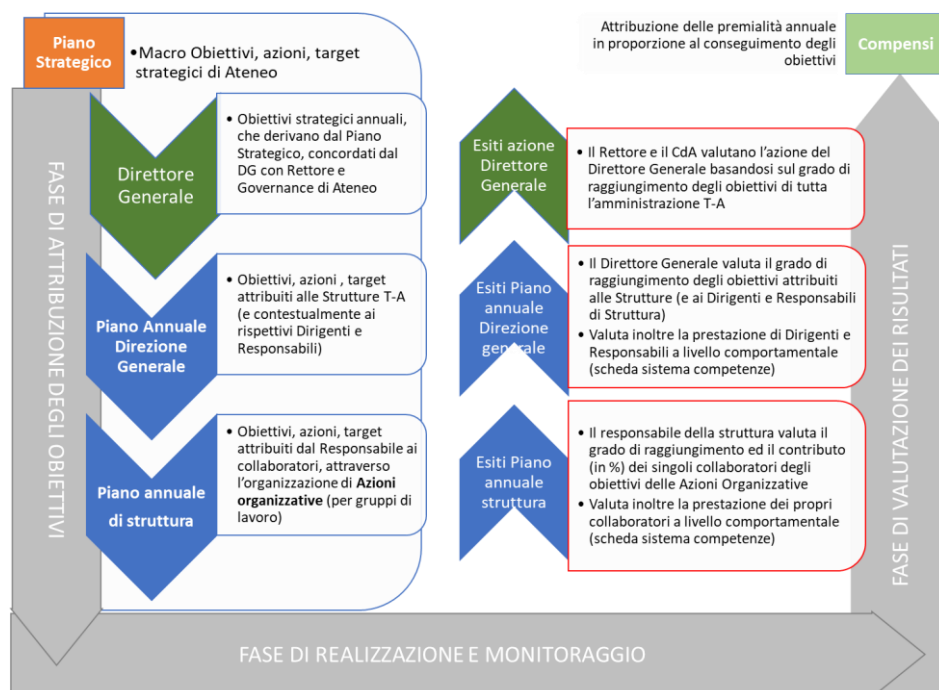 Piano
Strategico
•Macro Obiettivi, azioni, target
strategici di Ateneo
Attribuzione delle premialità annuale
in proporzione al conseguimento degli
obiettivi
Compensi
FASE DI ATTRIBUZIONE DEGLI OBIETTIVI
Direttore
Generale
• Obiettivi strategici annuali,
che derivano dal Piano
Strategico, concordati dal
DG con Rettore e
Governance di Ateneo
Piano Annuale
Direzione
Generale
• Obiettivi, azioni , target
attribuiti alle Strutture T-A
(e contestualmente ai
rispettivi Dirigenti e
Responsabili)
Piano annuale
di struttura
• Obiettivi, azioni, target
attribuiti dal Responsabile ai
collaboratori, attraverso
l'organizzazione di Azioni
organizzative (per gruppi di
lavoro)
Esiti azione
Direttore
Generale
• Il Rettore e il CdA valutano l'azione del
Direttore Generale basandosi sul grado di
raggiungimento degli obiettivi di tutta
l'amministrazione T-A
Esiti Piano
annuale
Direzione
generale
• Il Direttore Generale valuta il grado di
raggiungimento degli obiettivi attribuiti
alle Strutture (e ai Dirigenti e Responsabili
di Struttura)
• Valuta inoltre la prestazione di Dirigenti e
Responsabili a livello comportamentale
(scheda sistema competenze)
Esiti Piano
annuale
struttura
• Il responsabile della struttura valuta il
grado di raggiungimento ed il contributo
(in %) dei singoli collaboratori degli
obiettivi delle Azioni Organizzative
• Valuta inoltre la prestazione dei propri
collaboratori a livello comportamentale
(scheda sistema competenze)
FASE DI VALUTAZIONE DEI RISULTATI
FASE DI REALIZZAZIONE E MONITORAGGIO